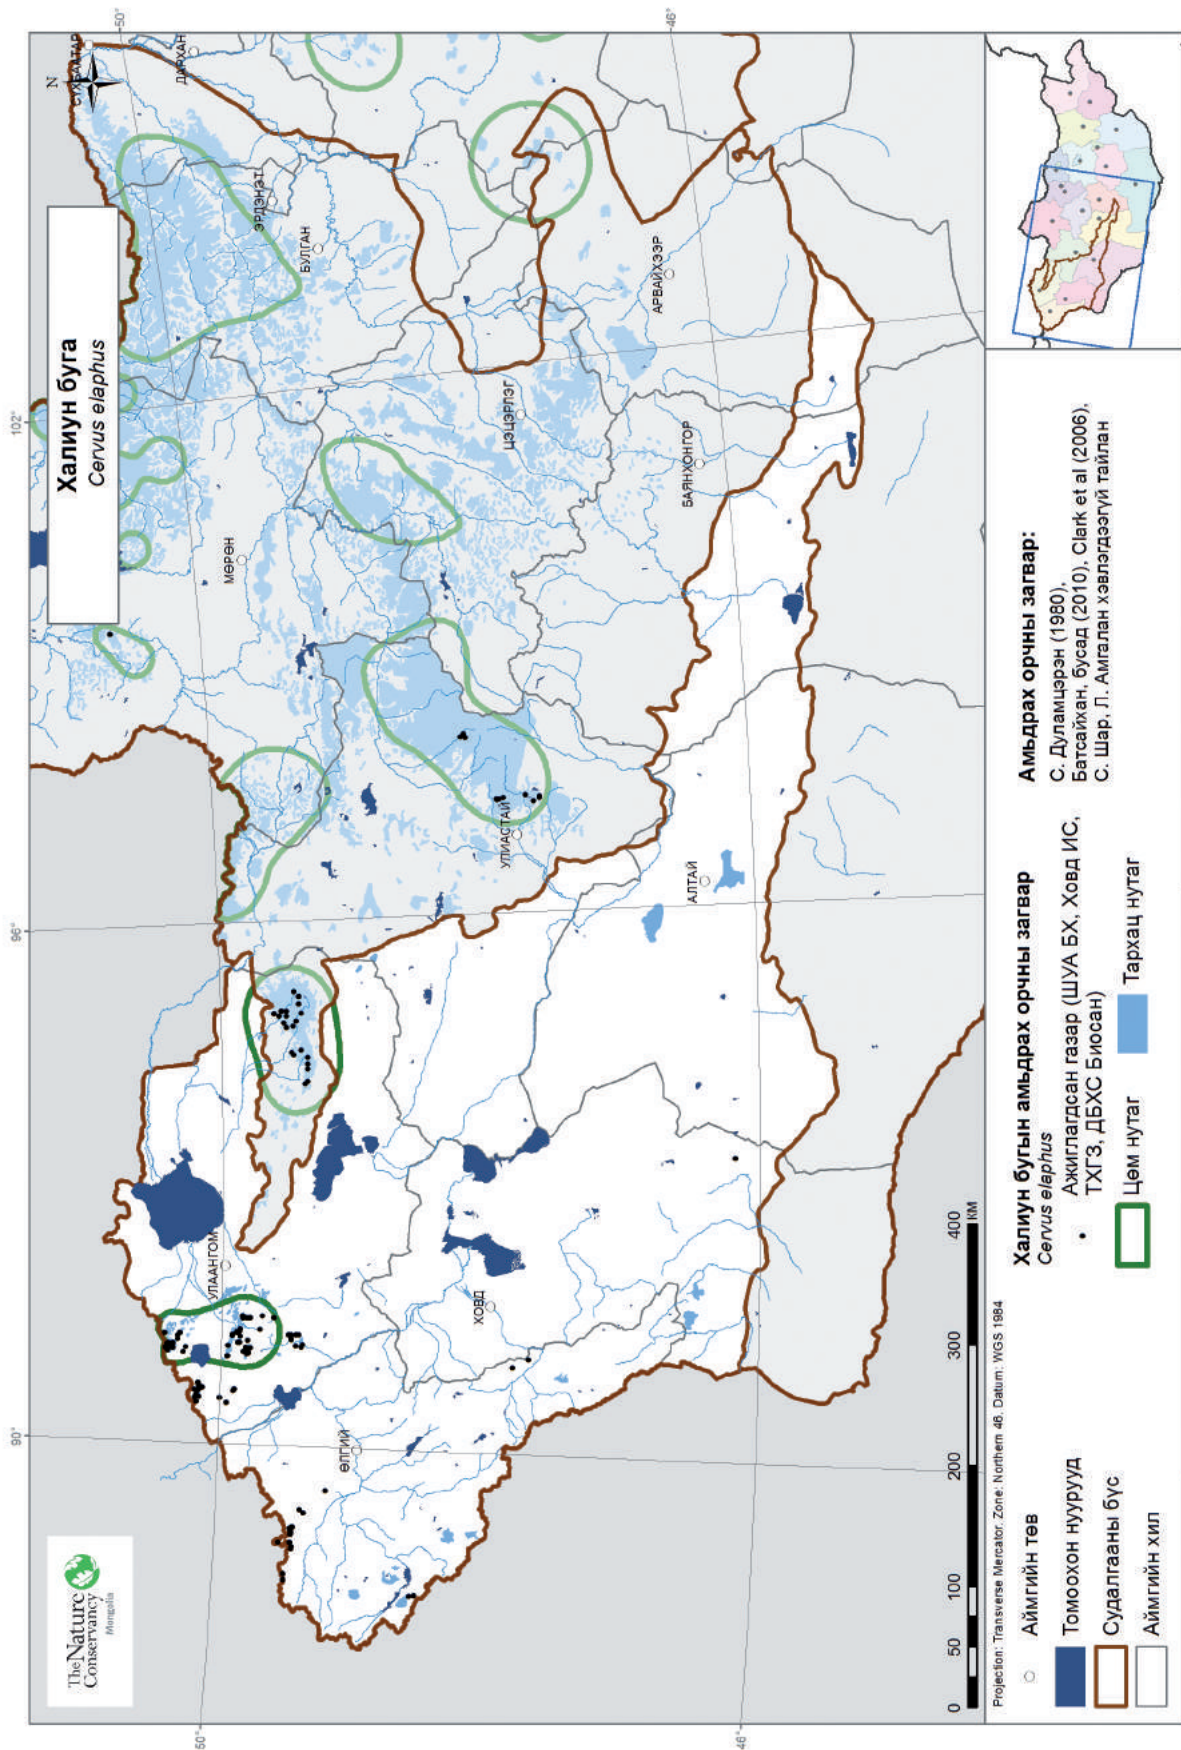 Халиун буга
Cervus elaphus
The Nature
Conservancy
Mongolia
N
90°
96°
102°
50°
46°
50°
46°
СҮХБААТАР
ДАРХАН
ЭРДЭНЭТ
БУЛГАН
МӨРӨН
ЦЭЦЭРЛЭГ
АРВАЙХЭЭР
БАЯНХОНГОР
УЛИАСТАЙ
АЛТАЙ
УЛААНГОМ
ХОВД
ӨЛГИЙ
0 50 100 200 300 400
КМ
Projection: Transverse Mercator. Zone: Northern 46. Datum: WGS 1984
Аймгийн төв
Томоохон нуурууд
Судалгааны бүс
Аймгийн хил
Халиун бугын амьдрах орчны загвар
Cervus elaphus
Ажиглагдсан газар (ШУА БХ, Ховд ИС,
ТХГЗ, ДБХС Биосан)
Цөм нутаг
Тархац нутаг
Амьдрах орчны загвар:
С. Дуламцэрэн (1980),
Батсайхан, бусад (2010), Clark et al (2006),
С. Шар, Л. Амгалан хэвлэгдээгүй тайлан